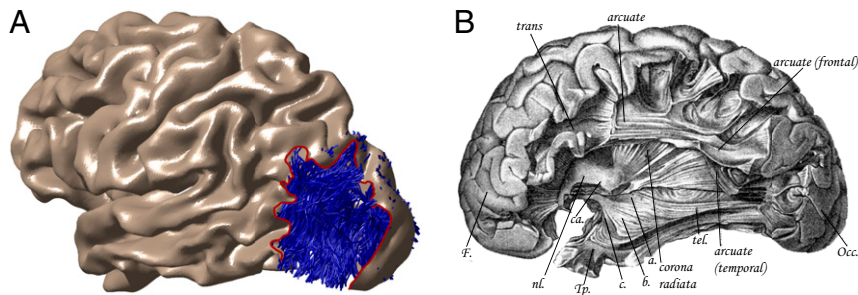 A
B
trans
arcuate
arcuate (frontal)
F.
ca.
nl.
Tp.
c.
b.
a.
corona
radiata
tel.
arcuate
(temporal)
Occ.